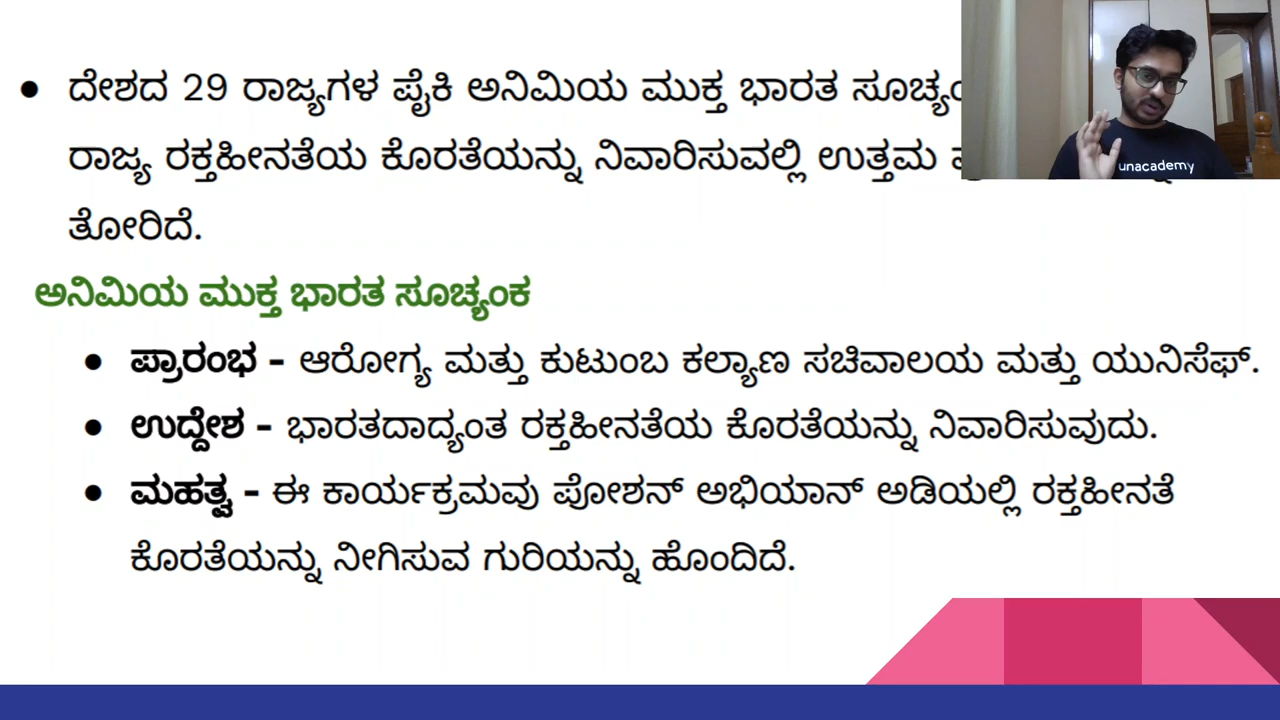 ದೇಶದ 29 ರಾಜ್ಯಗಳ ಪೈಕಿ ಅನಿಮಿಯ ಮುಕ್ತ ಭಾರತ
ರಾಜ್ಯ ರಕ್ತಹೀನತೆಯ ಕೊರತೆಯನ್ನು ನಿವಾರಿಸುವಲ್ಲಿ ಉತ್ತಮ
unacademy
ತೋರಿದೆ.
ಅನಿಮಿಯ ಮುಕ್ತ ಭಾರತ ಸೂಚ್ಯಂಕ
ಪ್ರಾರಂಭ - ಆರೋಗ್ಯ ಮತ್ತು ಕುಟುಂಬ ಕಲ್ಯಾಣ ಸಚಿವಾಲಯ ಮತ್ತು ಯುನಿಸೆಫ್.
ಉದ್ದೇಶ - ಭಾರತದಾದ್ಯಂತ ರಕ್ತಹೀನತೆಯ ಕೊರತೆಯನ್ನು ನಿವಾರಿಸುವುದು.
ಮಹತ್ವ - ಈ ಕಾರ್ಯಕ್ರಮವು ಪೋಶನ್ ಅಭಿಯಾನ್ ಅಡಿಯಲ್ಲಿ ರಕ್ತಹೀನತೆ
ಕೊರತೆಯನ್ನು ನೀಗಿಸುವ ಗುರಿಯನ್ನು ಹೊಂದಿದೆ.